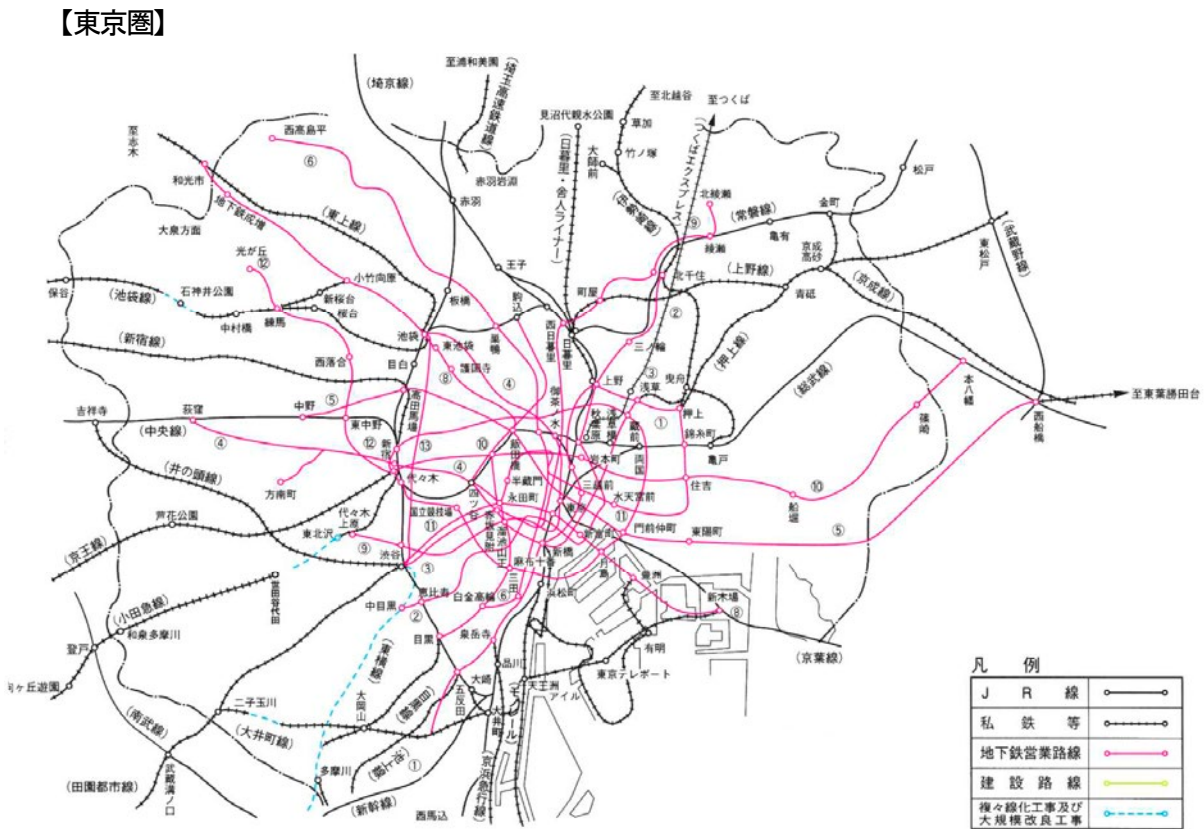 【東京圏】
(埼京線)
至浦和美園
(埼玉高速鉄道線)
見沼代親水公園
至北越谷
草加
至つくば
(つくばエクスプレス)
竹ノ塚
大師前
(日暮里・舎人ライナー)
至志木
西高島平
⑥
和光市
地下鉄成増
(東上線)
大泉方面
赤羽岩淵
赤羽
北綾瀬
⑨
綾瀬
(常磐線)
亀有
金町
松戸
(武蔵野線)
東松戸
京成高砂
(京成線)
(上野線)
北千住
青砥
光が丘
⑫
小竹向原
王子
町屋
②
保谷
(池袋線)
石神井公園
中村橋
練馬
新桜台
桜台
板橋
駒込
巣鴨
西日暮里
日暮里
三ノ輪
(押上線)
(総武線)
(新宿線)
西落合
池袋
東池袋
目白
⑧
護国寺
④
上野
③
浅草
曳舟
①
押上
本八幡
至東葉勝田台
西船橋
篠崎
吉祥寺
荻窪
(中央線)
中野
⑤
東中野
高田馬場
御茶ノ水
秋葉原
浅草橋
蔵前
錦糸町
亀戸
両国
④
⑫
新宿
⑬
⑩
飯田橋
岩本町
(井の頭線)
方南町
代々木
④
四ツ谷
半蔵門
永田町
三越前
水天宮前
住吉
⑩
船堀
芦花公園
代々木上原
東北沢
国立競技場
⑪
赤坂見附
溜池山王
東京
新富町
⑪
門前仲町
東陽町
⑤
(京王線)
⑨
渋谷
③
麻布十番
新橋
月島
豊洲
(小田急線)
世田谷代田
恵比寿
中目黒
②
白金高輪
⑥
三田
浜松町
新木場
⑧
和泉多摩川
登戸
目黒
泉岳寺
有明
(京葉線)
向ヶ丘遊園
(東横線)
品川
東京テレポート
天王洲アイル
二子玉川
大岡山
(目黒線)
大崎
五反田
大井町
(モノレール)
(南武線)
(大井町線)
(池上線)
①
(田園都市線)
武蔵溝ノ口
多摩川
(新幹線)
西馬込
(京浜急行線)
凡 例
JR線
私鉄等
地下鉄営業路線
建設路線
複々線化工事及び
大規模改良工事